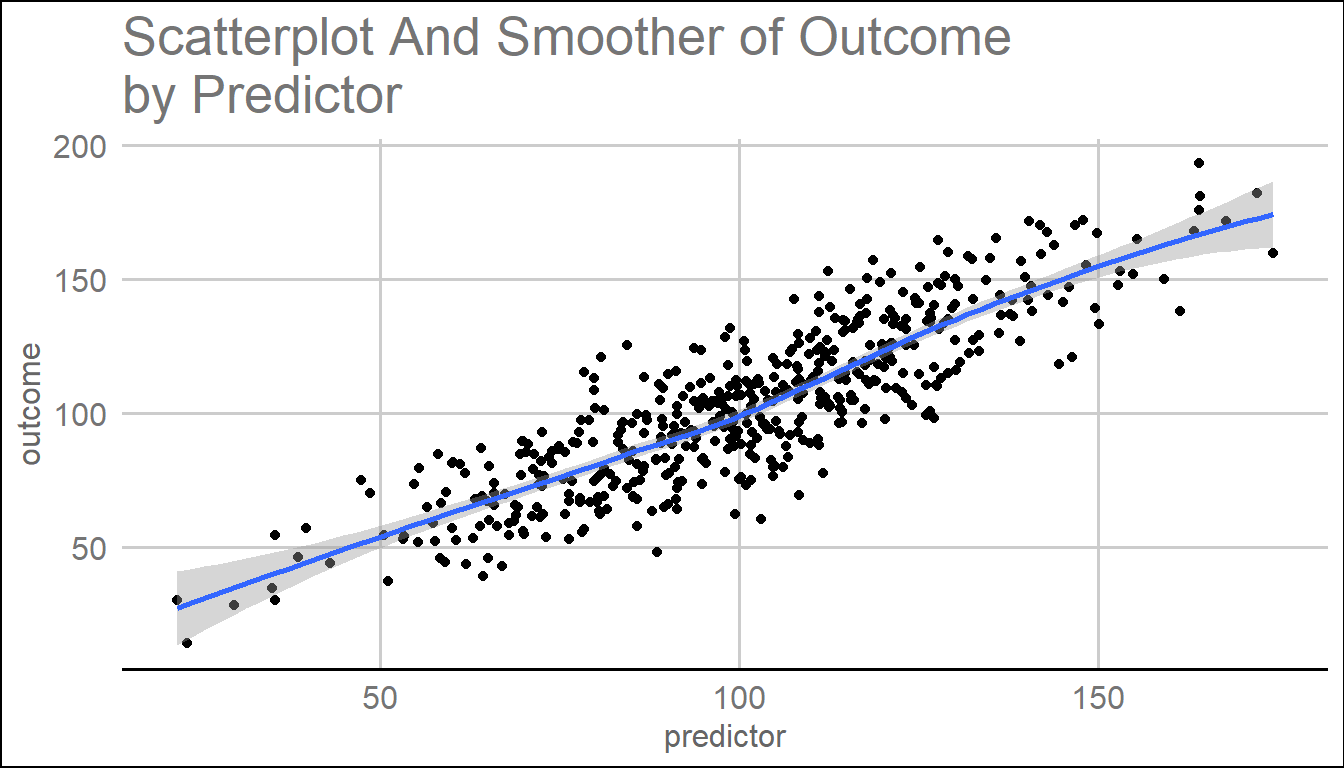 Scatterplot And Smoother of Outcome
by Predictor
200
150
100
50
outcome
50 100 150
predictor